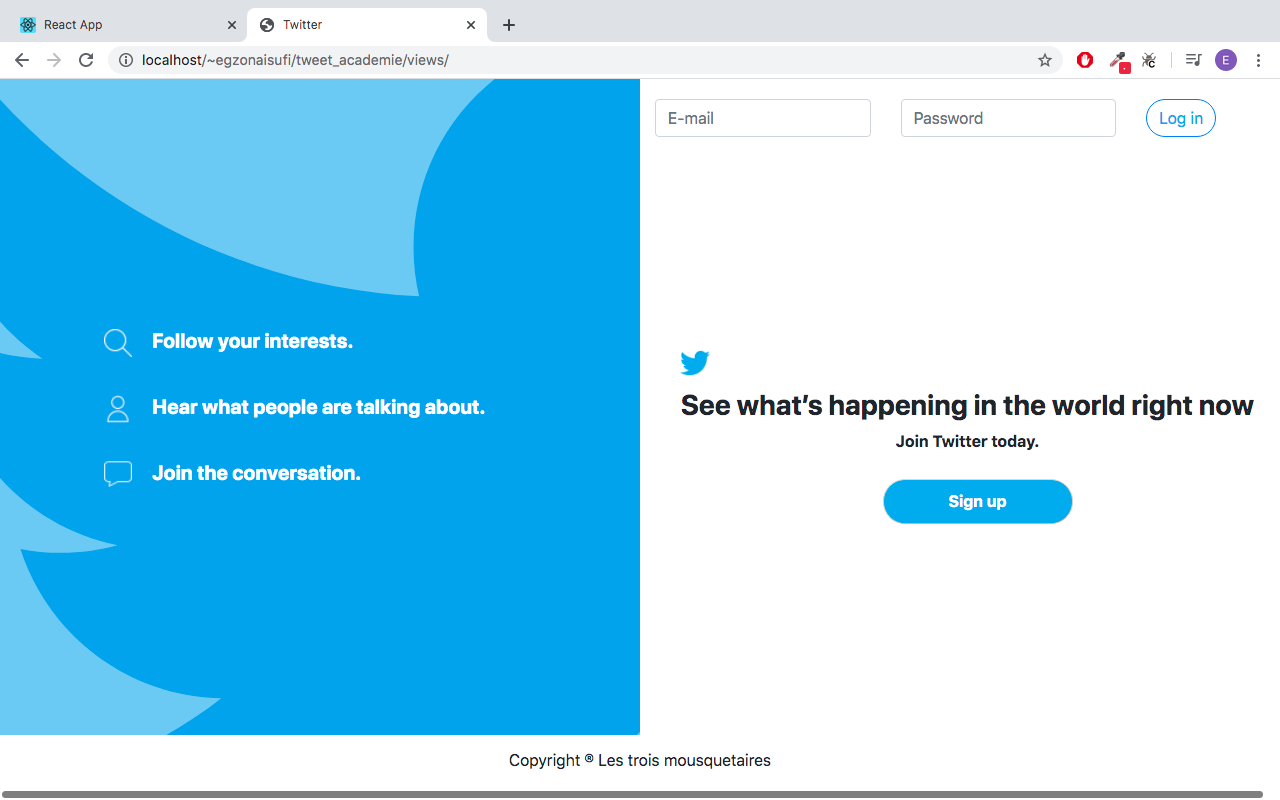 React App
Twitter
localhost/~egzonaisufi/tweet_academie/views/
C
E
E-mail
Password
Log in
Follow your interests.
Hear what people are talking about.
Join the conversation.
See what’s happening in the world right now
Join Twitter today.
Sign up
Copyright ® Les trois mousquetaires